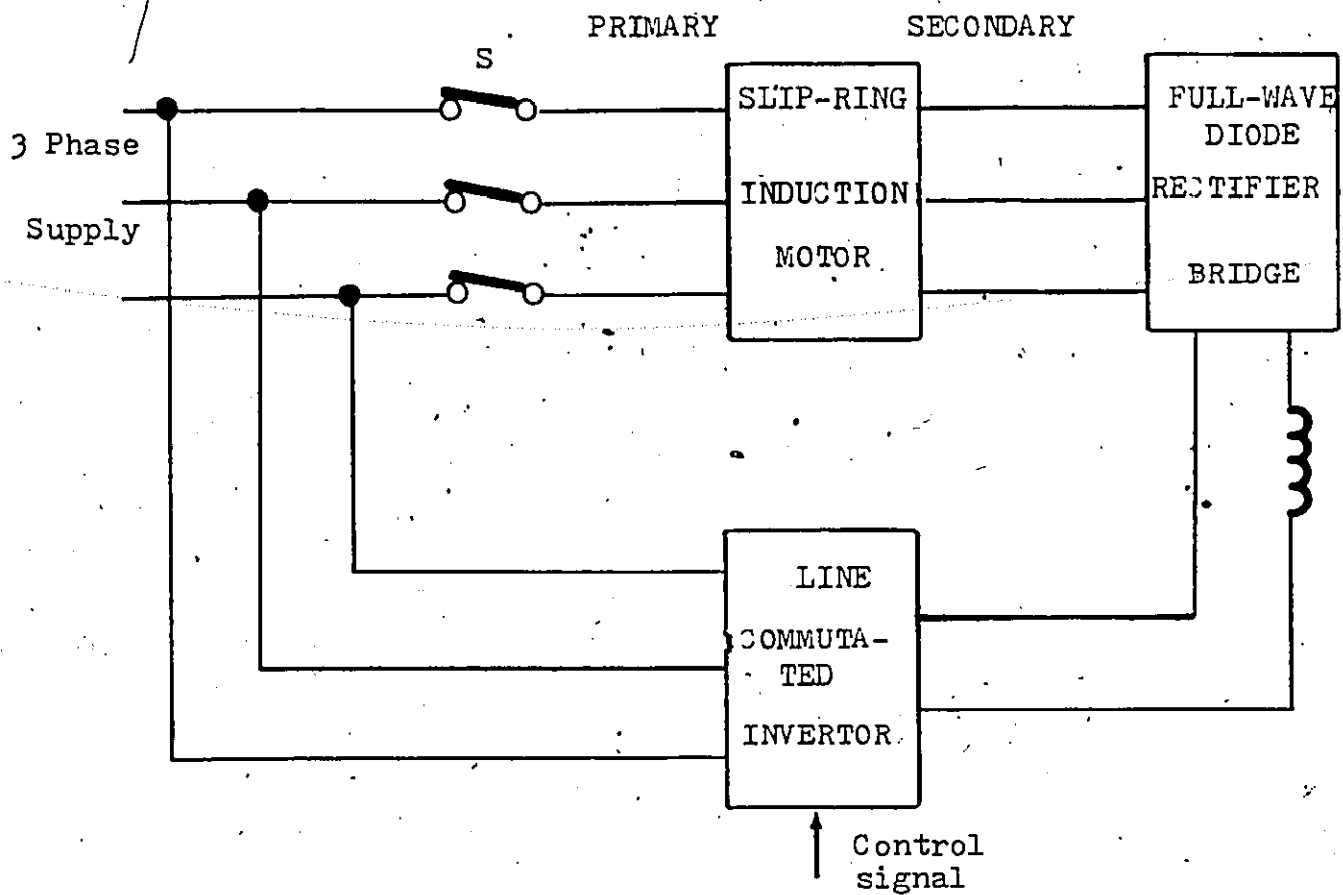 PRIMARY
SECONDARY
S
3 Phase
Supply
SLIP-RING
INDUCTION
MOTOR
FULL-WAVE
DIODE
RECTIFIER
BRIDGE
LINE
COMMUTA-
TED
INVERTOR
Control
signal